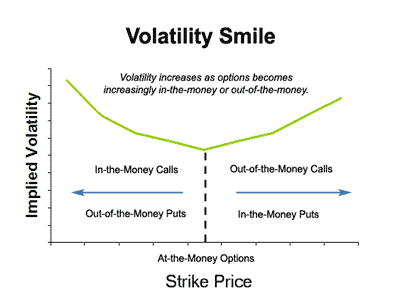 Volatility Smile
Volatility increases as options becomes
increasingly in-the-money or out-of-the-money.
Implied Volatility
In-the-Money Calls
Out-of-the-Money Calls
Out-of-the-Money Puts
In-the-Money Puts
At-the-Money Options
Strike Price